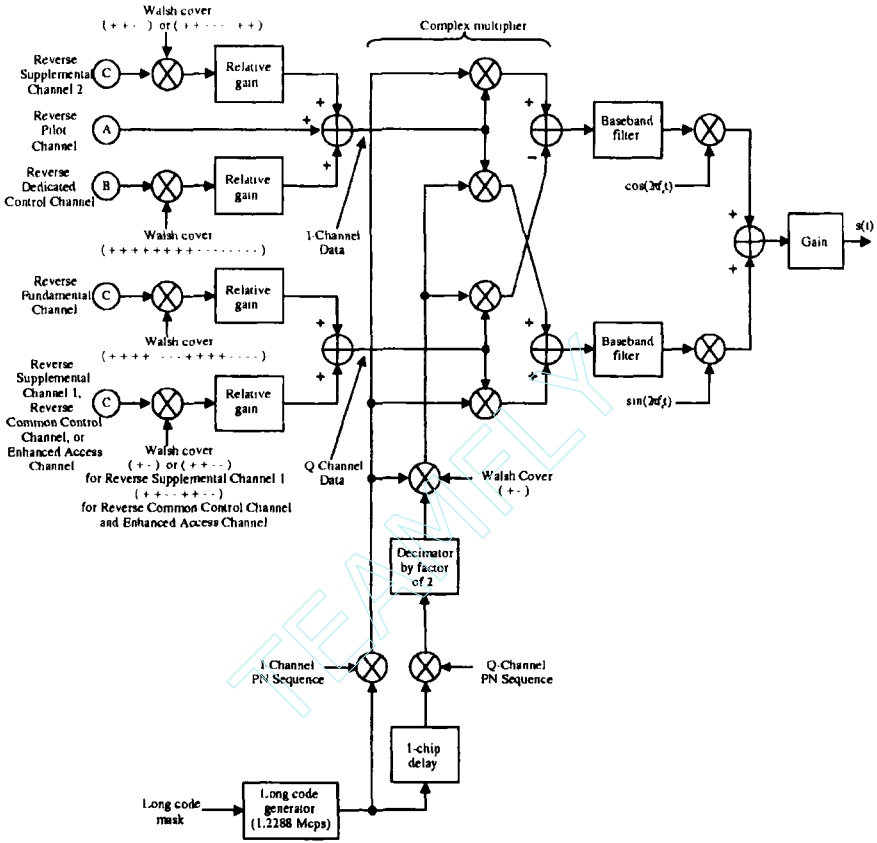 Walsh cover
( + + - - ) or ( + + - - - - + + )
Complex multiplier
Reverse
Supplemental
Channel 2
C
Relative
gain
Reverse
Pilot
Channel
A
Reverse
Dedicated
Control Channel
B
Relative
gain
Walsh cover
( + + + + + + + + - - - - - - - - )
I-Channel
Data
Baseband
filter
cos(2πfct)
s(t)
Gain
Reverse
Fundamental
Channel
C
Relative
gain
Walsh cover
( + + + + - - - - + + + + - - - - )
Reverse
Supplemental
Channel 1,
Reverse
Common Control
Channel, or
Enhanced Access
Channel
C
Relative
gain
Walsh cover
( + - ) or ( + + - - )
for Reverse Supplemental Channel 1
( + + - - + + - - )
for Reverse Common Control Channel
and Enhanced Access Channel
Q-Channel
Data
Baseband
filter
sin(2πfct)
Walsh Cover
( + - )
Decimator
by factor
of 2
I-Channel
PN Sequence
Q-Channel
PN Sequence
1-chip
delay
Long code
mask
Long code
generator
(1.2288 Mcps)
TEAMFLY